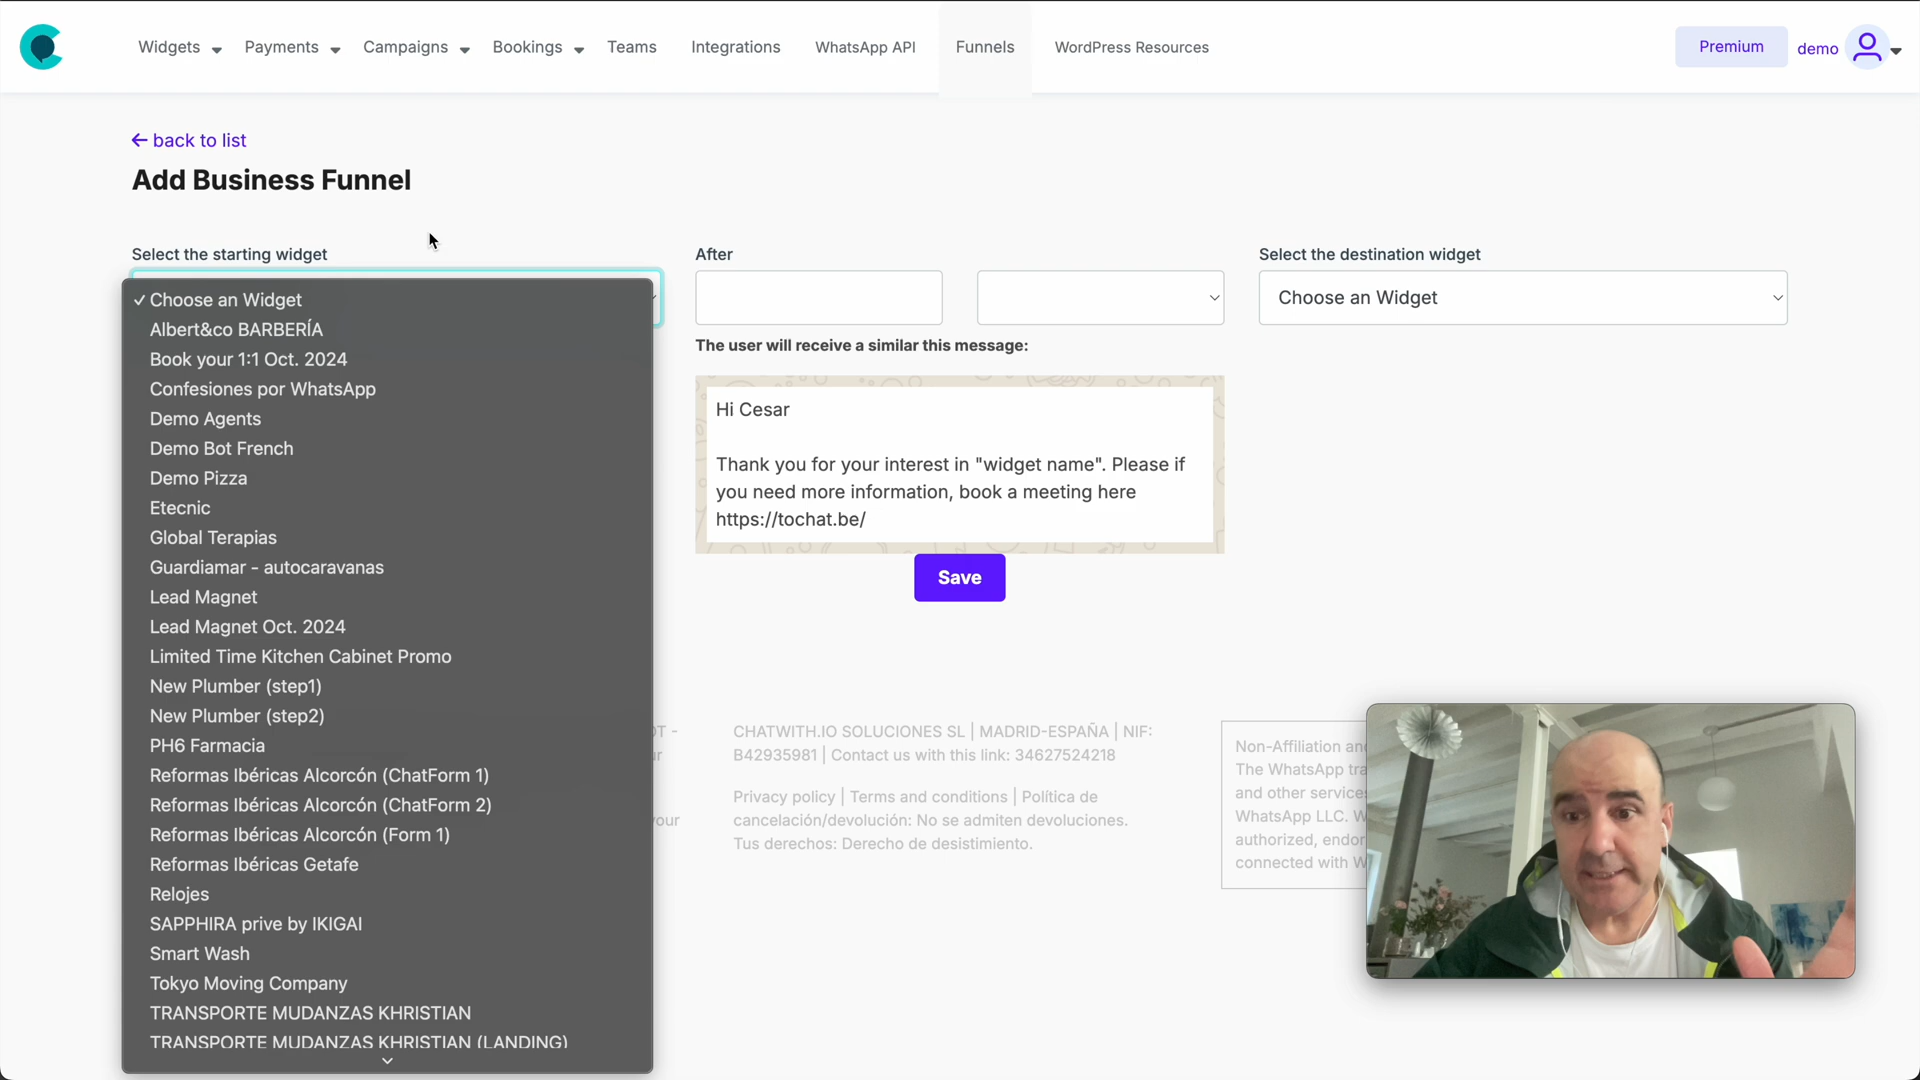 Widgets
Payments
Campaigns
Bookings
Teams
Integrations
WhatsApp API
Funnels
WordPress Resources
Premium
demo
← back to list
Add Business Funnel
Select the starting widget
✓ Choose an Widget
Albert&co BARBERÍA
Book your 1:1 Oct. 2024
Confesiones por WhatsApp
Demo Agents
Demo Bot French
Demo Pizza
Etecnic
Global Terapias
Guardiamar - autocaravanas
Lead Magnet
Lead Magnet Oct. 2024
Limited Time Kitchen Cabinet Promo
New Plumber (step1)
New Plumber (step2)
PH6 Farmacia
Reformas Ibéricas Alcorcón (ChatForm 1)
Reformas Ibéricas Alcorcón (ChatForm 2)
Reformas Ibéricas Alcorcón (Form 1)
Reformas Ibéricas Getafe
Relojes
SAPPHIRA prive by IKIGAI
Smart Wash
Tokyo Moving Company
TRANSPORTE MUDANZAS KHRISTIAN
TRANSPORTE MUDANZAS KHRISTIAN (LANDING)
After
The user will receive a similar this message:
Hi Cesar
Thank you for your interest in "widget name". Please if
you need more information, book a meeting here
https://tochat.be/
Save
Select the destination widget
Choose an Widget
CHATWITH.IO SOLUCIONES SL | MADRID-ESPAÑA | NIF:
B42935981 | Contact us with this link: 34627524218
Privacy policy | Terms and conditions | Política de
cancelación/devolución: No se admiten devoluciones.
Tus derechos: Derecho de desistimiento.
Non-Affiliation an
The WhatsApp tra
and other service
WhatsApp LLC. W
authorized, endor
connected with W